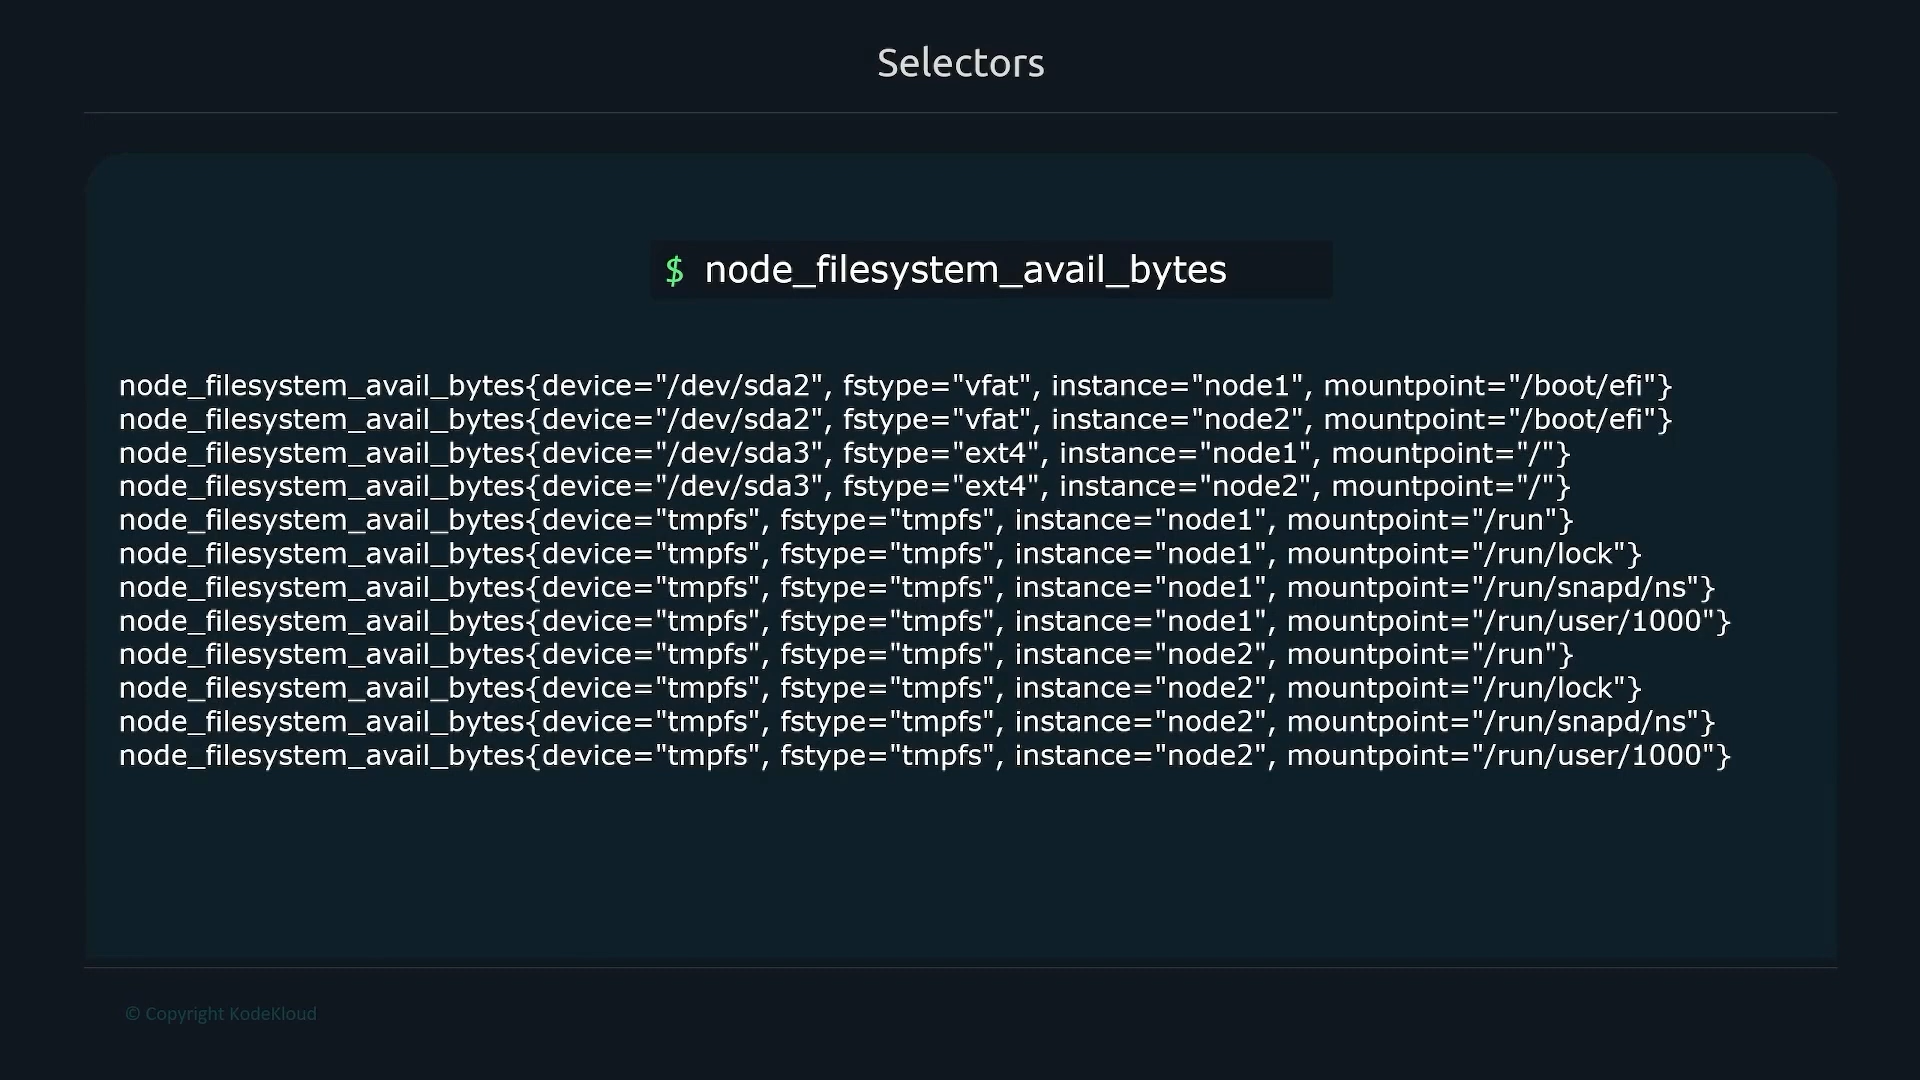 Selectors
$ node_filesystem_avail_bytes
node_filesystem_avail_bytes{device="/dev/sda2", fstype="vfat", instance="node1", mountpoint="/boot/efi"}
node_filesystem_avail_bytes{device="/dev/sda2", fstype="vfat", instance="node2", mountpoint="/boot/efi"}
node_filesystem_avail_bytes{device="/dev/sda3", fstype="ext4", instance="node1", mountpoint="/"}
node_filesystem_avail_bytes{device="/dev/sda3", fstype="ext4", instance="node2", mountpoint="/"}
node_filesystem_avail_bytes{device="tmpfs", fstype="tmpfs", instance="node1", mountpoint="/run"}
node_filesystem_avail_bytes{device="tmpfs", fstype="tmpfs", instance="node1", mountpoint="/run/lock"}
node_filesystem_avail_bytes{device="tmpfs", fstype="tmpfs", instance="node1", mountpoint="/run/snapd/ns"}
node_filesystem_avail_bytes{device="tmpfs", fstype="tmpfs", instance="node1", mountpoint="/run/user/1000"}
node_filesystem_avail_bytes{device="tmpfs", fstype="tmpfs", instance="node2", mountpoint="/run"}
node_filesystem_avail_bytes{device="tmpfs", fstype="tmpfs", instance="node2", mountpoint="/run/lock"}
node_filesystem_avail_bytes{device="tmpfs", fstype="tmpfs", instance="node2", mountpoint="/run/snapd/ns"}
node_filesystem_avail_bytes{device="tmpfs", fstype="tmpfs", instance="node2", mountpoint="/run/user/1000"}
© Copyright KodeKloud